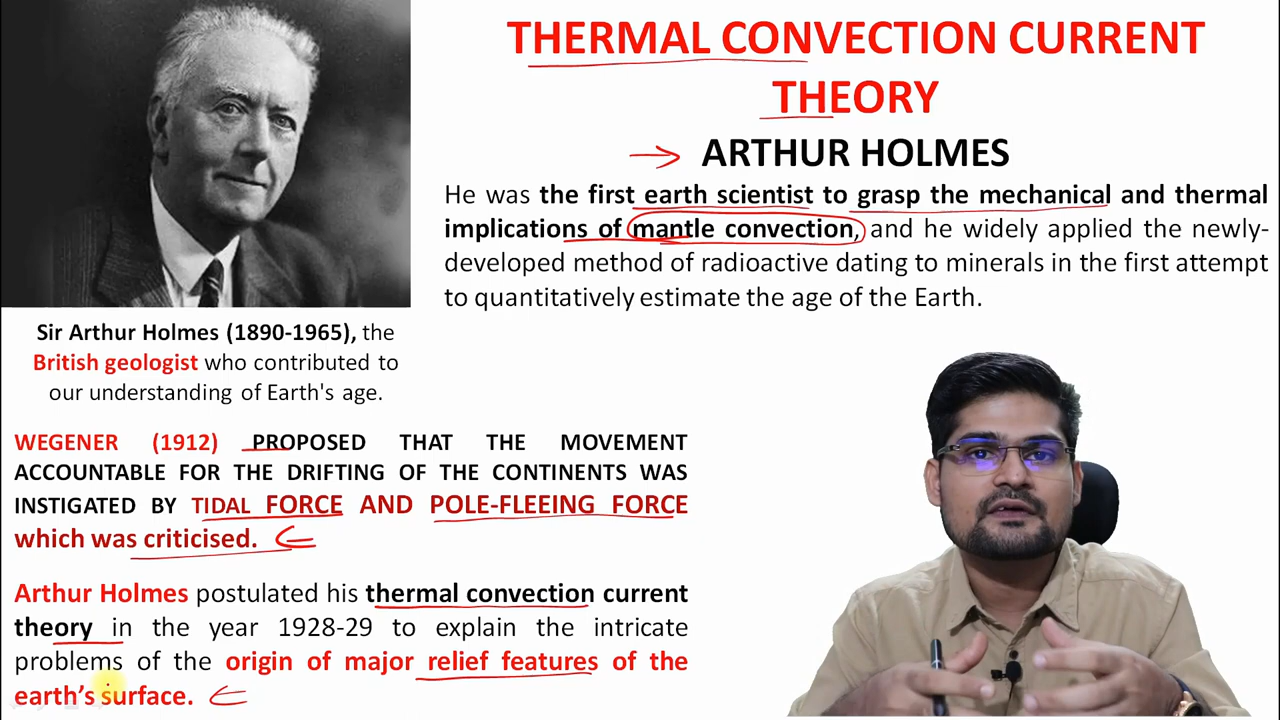 THERMAL CONVECTION CURRENT
THEORY
ARTHUR HOLMES
He was the first earth scientist to grasp the mechanical and thermal
implications of mantle convection, and he widely applied the newly-
developed method of radioactive dating to minerals in the first attempt
to quantitatively estimate the age of the Earth.
Sir Arthur Holmes (1890-1965), the
British geologist who contributed to
our understanding of Earth's age.
WEGENER (1912) PROPOSED THAT THE MOVEMENT
ACCOUNTABLE FOR THE DRIFTING OF THE CONTINENTS WAS
INSTIGATED BY TIDAL FORCE AND POLE-FLEEING FORCE
which was criticised.
Arthur Holmes postulated his thermal convection current
theory in the year 1928-29 to explain the intricate
problems of the origin of major relief features of the
earth's surface.